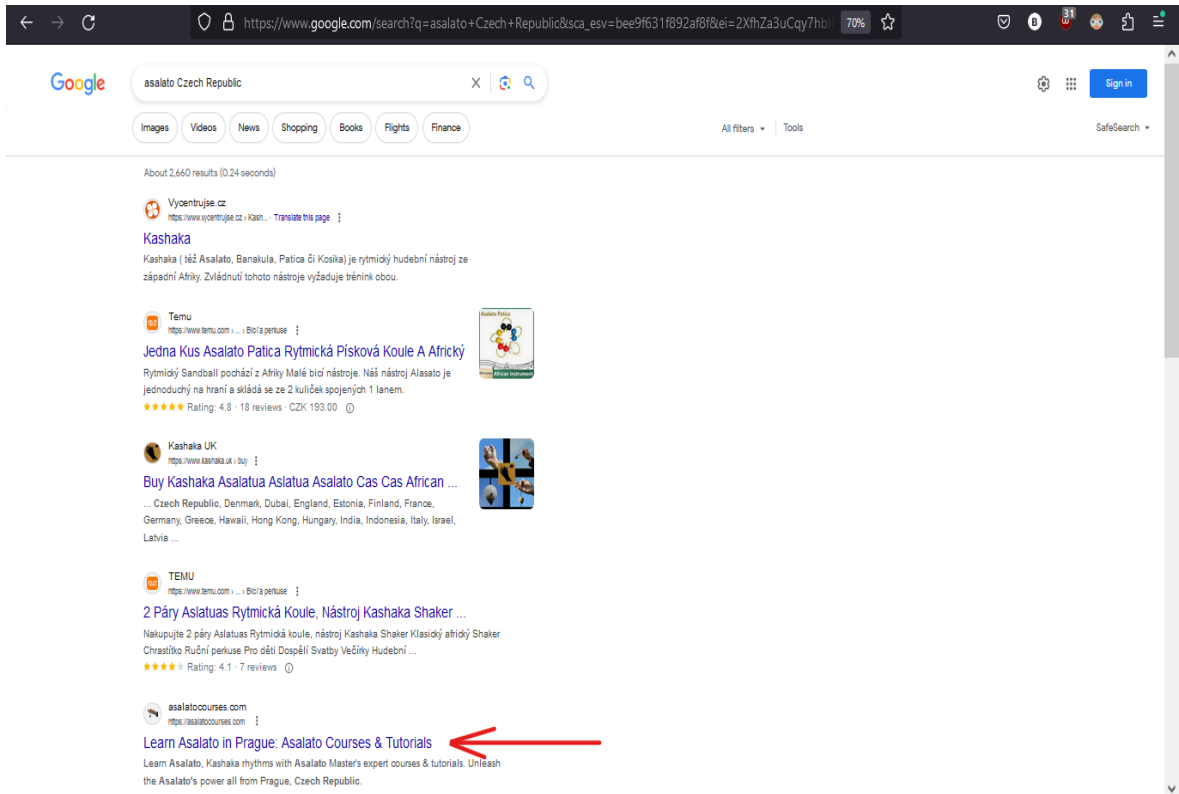 https://www.google.com/search?q=asalato+Czech+Republic&sca_esv=bee9f631f892af8f&ei=2XfhZa3uCqy7hbl
70%
31
Google
asalato Czech Republic
Sign in
Images
Videos
News
Shopping
Books
Flights
Finance
All filters
Tools
SafeSearch
About 2,660 results (0.24 seconds)
Vycentrujse.cz
https://www.vycentrujse.cz › Kash... · Translate this page
Kashaka
Kashaka ( též Asalato, Banakula, Patica či Kosika) je rytmický hudební nástroj ze
západní Afriky. Zvládnutí tohoto nástroje vyžaduje trénink obou.
Temu
https://www.temu.com › ... › Bicí a perkuse
Jedna Kus Asalato Patica Rytmická Písková Koule A Africký
Rytmický Sandball pochází z Afriky Malé bicí nástroje. Náš nástroj Alasato je
jednoduchý na hraní a skládá se ze 2 kuliček spojených 1 lanem.
Rating: 4.8 · 18 reviews · CZK 193.00
Asalato Patica
African instrument
Kashaka UK
https://www.kashaka.uk › buy
Buy Kashaka Asalatua Aslatua Asalato Cas Cas African ...
... Czech Republic, Denmark, Dubai, England, Estonia, Finland, France,
Germany, Greece, Hawaii, Hong Kong, Hungary, India, Indonesia, Italy, Israel,
Latvia ...
TEMU
https://www.temu.com › ... › Bicí a perkuse
2 Páry Aslatuas Rytmická Koule, Nástroj Kashaka Shaker ...
Nakupujte 2 páry Aslatuas Rytmická koule, nástroj Kashaka Shaker Klasický africký Shaker
Chrastítko Ruční perkuse Pro děti Dospělí Svatby Večírky Hudební ...
Rating: 4.1 · 7 reviews
asalatocourses.com
https://asalatocourses.com
Learn Asalato in Prague: Asalato Courses & Tutorials
Learn Asalato, Kashaka rhythms with Asalato Master's expert courses & tutorials. Unleash
the Asalato's power all from Prague, Czech Republic.